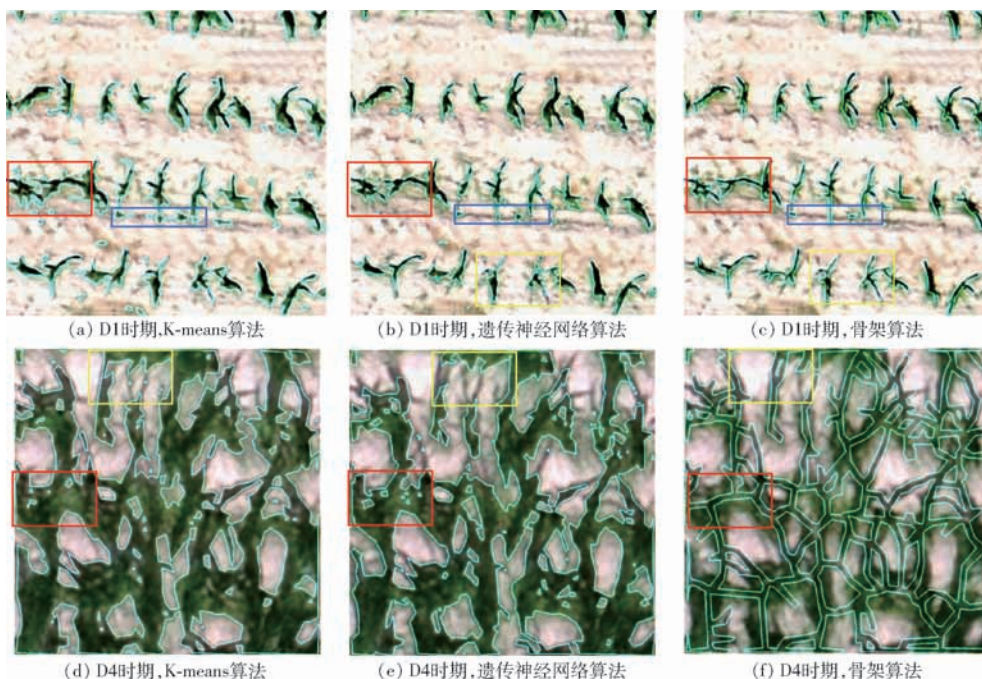 (a) D1时期,K-means算法
(b) D1时期,遗传神经网络算法
(c) D1时期,骨架算法
(d) D4时期,K-means算法
(e) D4时期,遗传神经网络算法
(f) D4时期,骨架算法